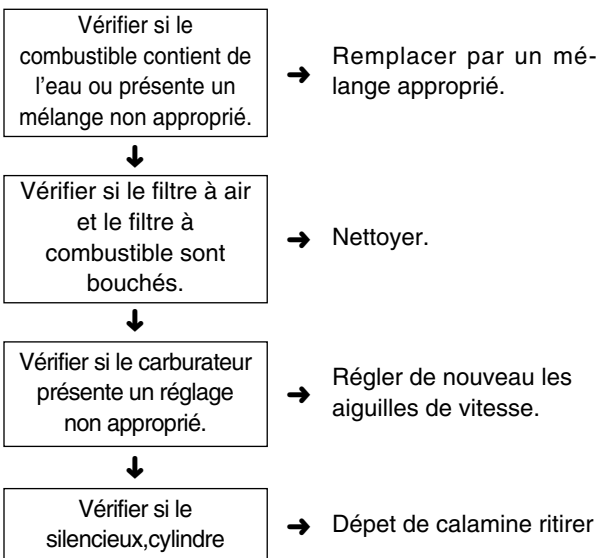 Vérifier si le
combustible contient de
l'eau ou présente un
mélange non approprié.
➜ Remplacer par un mé-
lange approprié.
Vérifier si le filtre à air
et le filtre à
combustible sont
bouchés.
➜ Nettoyer.
Vérifier si le carburateur
présente un réglage
non approprié.
➜ Régler de nouveau les
aiguilles de vitesse.
Vérifier si le
silencieux,cylindre
➜ Dépet de calamine ritirer